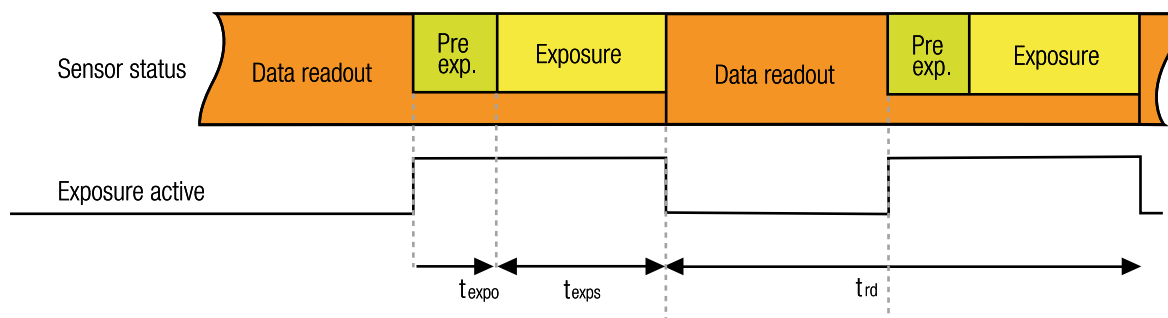 Sensor status
Data readout
Pre
exp.
Exposure
Data readout
Pre
exp.
Exposure
Exposure active
texpo
texps
trd